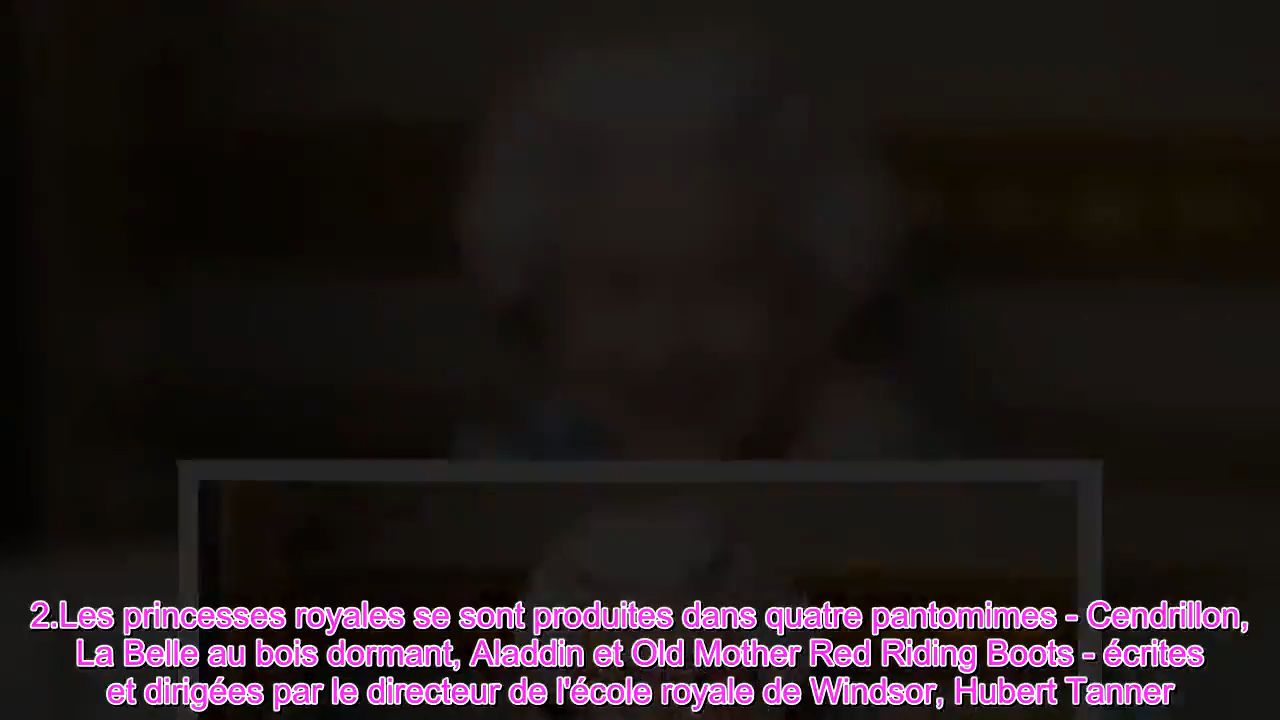 2.Les princesses royales se sont produites dans quatre pantomimes - Cendrillon,
La Belle au bois dormant, Aladdin et Old Mother Red Riding Boots - écrites
et dirigées par le directeur de l'école royale de Windsor, Hubert Tanner